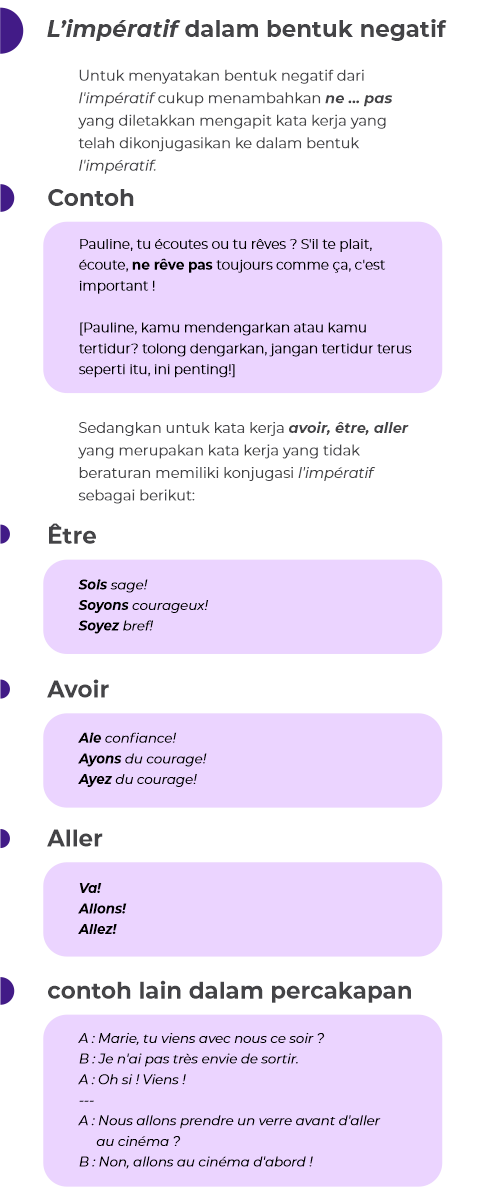 L'impératif dalam bentuk negatif
Untuk menyatakan bentuk negatif dari
l'impératif cukup menambahkan ne ... pas
yang diletakkan mengapit kata kerja yang
telah dikonjugasikan ke dalam bentuk
l'impératif.
Contoh
Pauline, tu écoutes ou tu rêves ? S'il te plait,
écoute, ne rêve pas toujours comme ça, c'est
important !
[Pauline, kamu mendengarkan atau kamu
tertidur? tolong dengarkan, jangan tertidur terus
seperti itu, ini penting!]
Sedangkan untuk kata kerja avoir, être, aller
yang merupakan kata kerja yang tidak
beraturan memiliki konjugasi l'impératif
sebagai berikut:
Être
Sois sage!
Soyons courageux!
Soyez bref!
Avoir
Aie confiance!
Ayons du courage!
Ayez du courage!
Aller
Va!
Allons!
Allez!
contoh lain dalam percakapan
A : Marie, tu viens avec nous ce soir ?
B : Je n'ai pas très envie de sortir.
A : Oh si ! Viens !
---
A : Nous allons prendre un verre avant d'aller
au cinéma ?
B : Non, allons au cinéma d'abord !